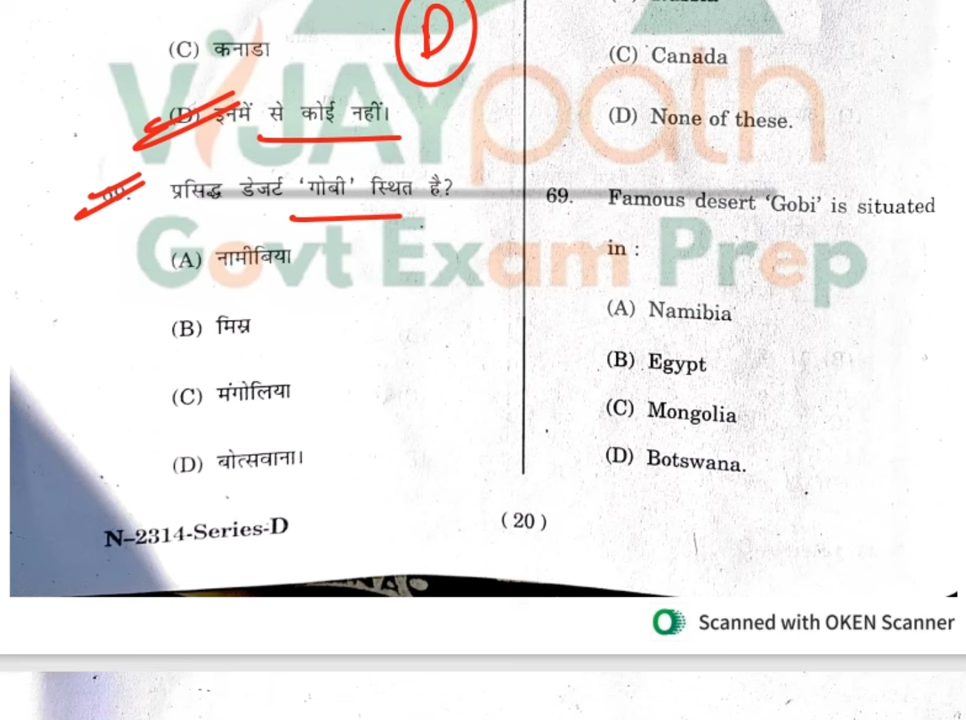 (C) कनाडा
D
(D) इनमें से कोई नहीं।
प्रसिद्ध डेजर्ट ‘गोबी’ स्थित है?
(A) नामीबिया
(B) मिस्र
(C) मंगोलिया
(D) बोत्सवाना।
(C) Canada
(D) None of these.
69. Famous desert ‘Gobi’ is situated
in :
(A) Namibia
(B) Egypt
(C) Mongolia
(D) Botswana.
N–2314-Series-D
( 20 )
VIJAYpath
Govt Exam Prep
Scanned with OKEN Scanner